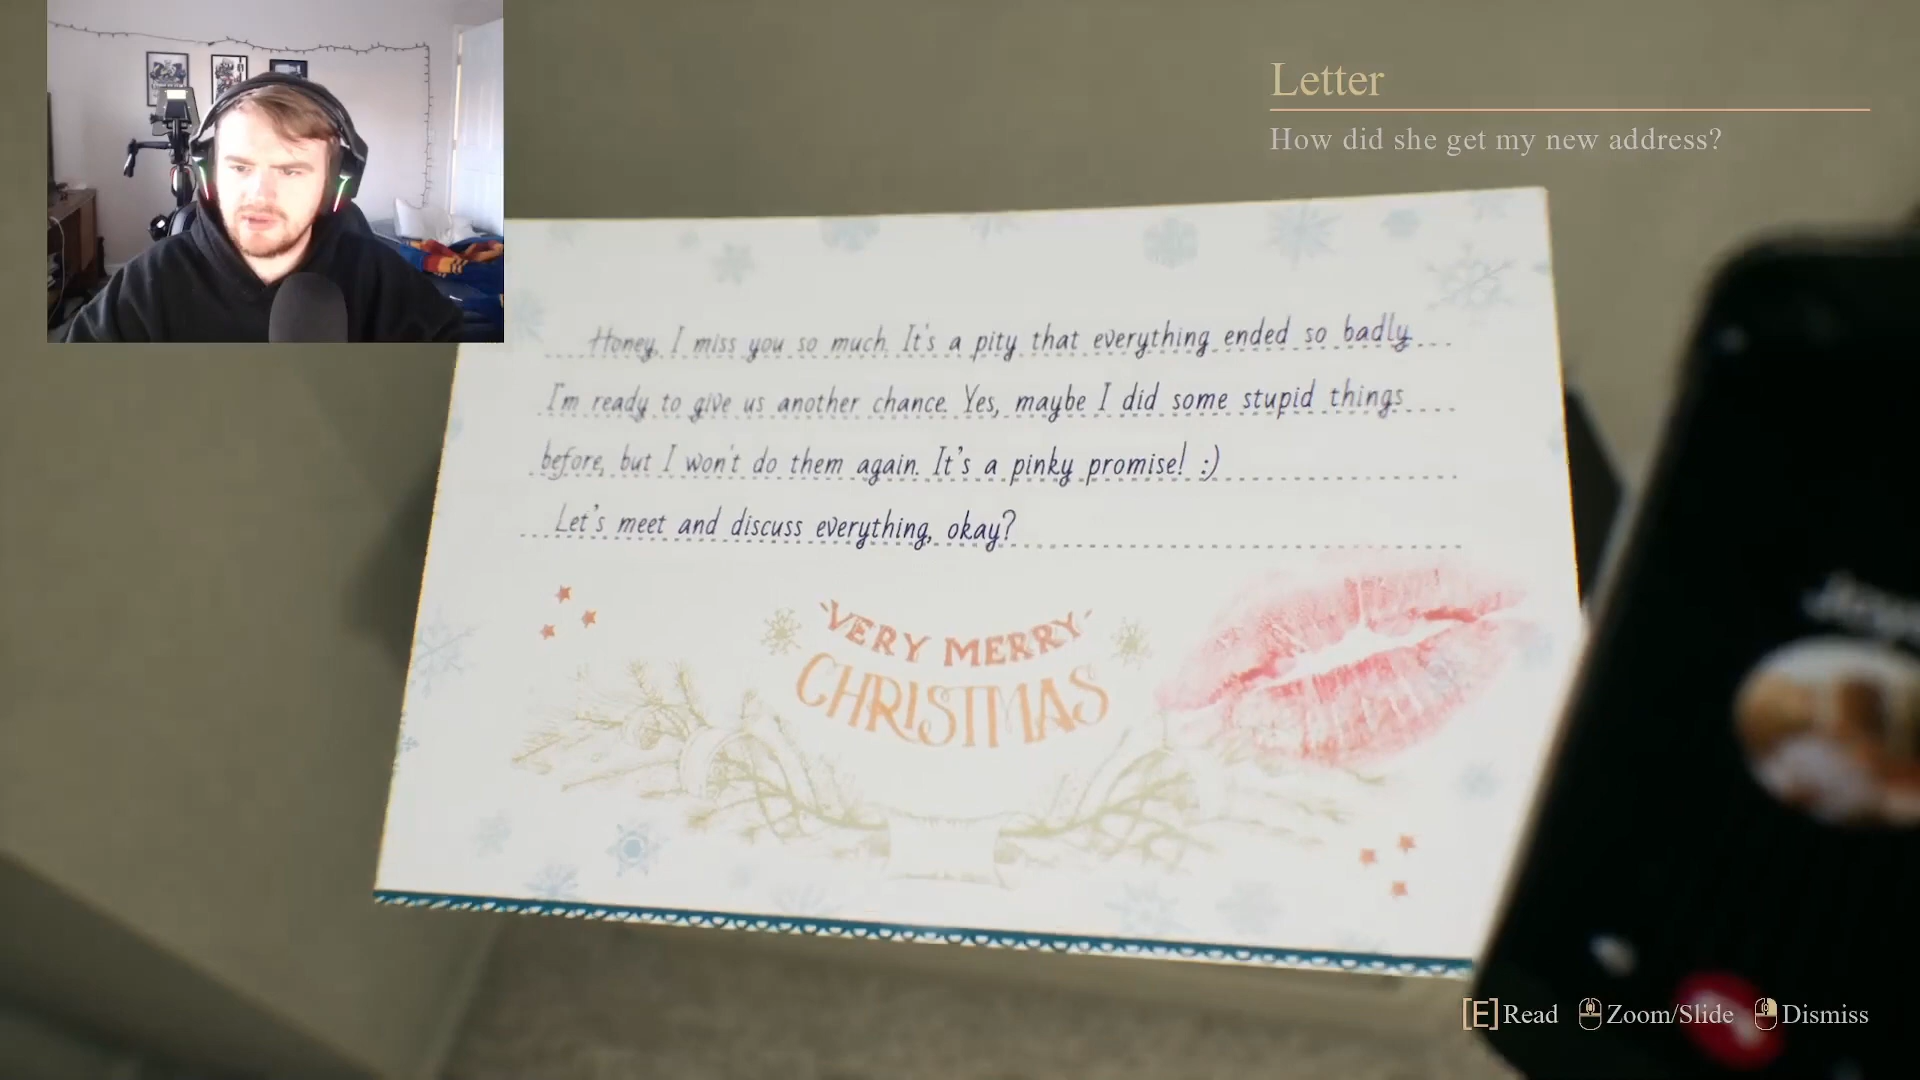 Letter
How did she get my new address?
Honey, I miss you so much. It's a pity that everything ended so badly.
I'm ready to give us another chance. Yes, maybe I did some stupid things
before, but I won't do them again. It's a pinky promise! :)
Let's meet and discuss everything, okay?
VERY MERRY
CHRISTMAS
[E] Read Zoom/Slide Dismiss